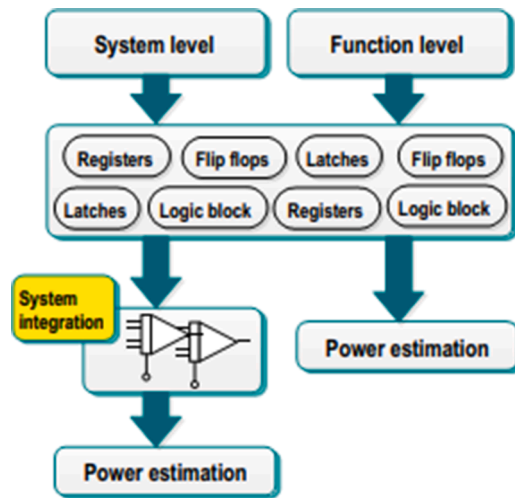 System level
Function level
Registers
Flip flops
Latches
Flip flops
Latches
Logic block
Registers
Logic block
System
integration
Power estimation
Power estimation